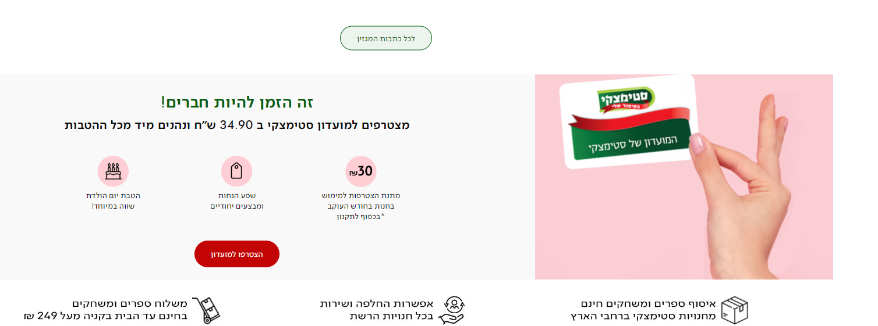 לכל כתבות המגזין
זה הזמן להיות חברים!
מצטרפים למועדון סטימצקי ב 34.90 ש״ח ונהנים מיד מכל ההטבות
30₪
מתנת הצטרפות למימוש
בחנות בחודש העוקב
*בכפוף לתקנון
שפע הנחות
ומבצעים יחודיים
הטבת יום הולדת
שווה במיוחד!
הצטרפו למועדון
סטימצקי
הסיפור שלי
המועדון של סטימצקי
איסוף ספרים ומשחקים חינם
מחנויות סטימצקי ברחבי הארץ
אפשרות החלפה ושירות
בכל חנויות הרשת
משלוח ספרים ומשחקים
בחינם עד הבית בקניה מעל 249 ₪